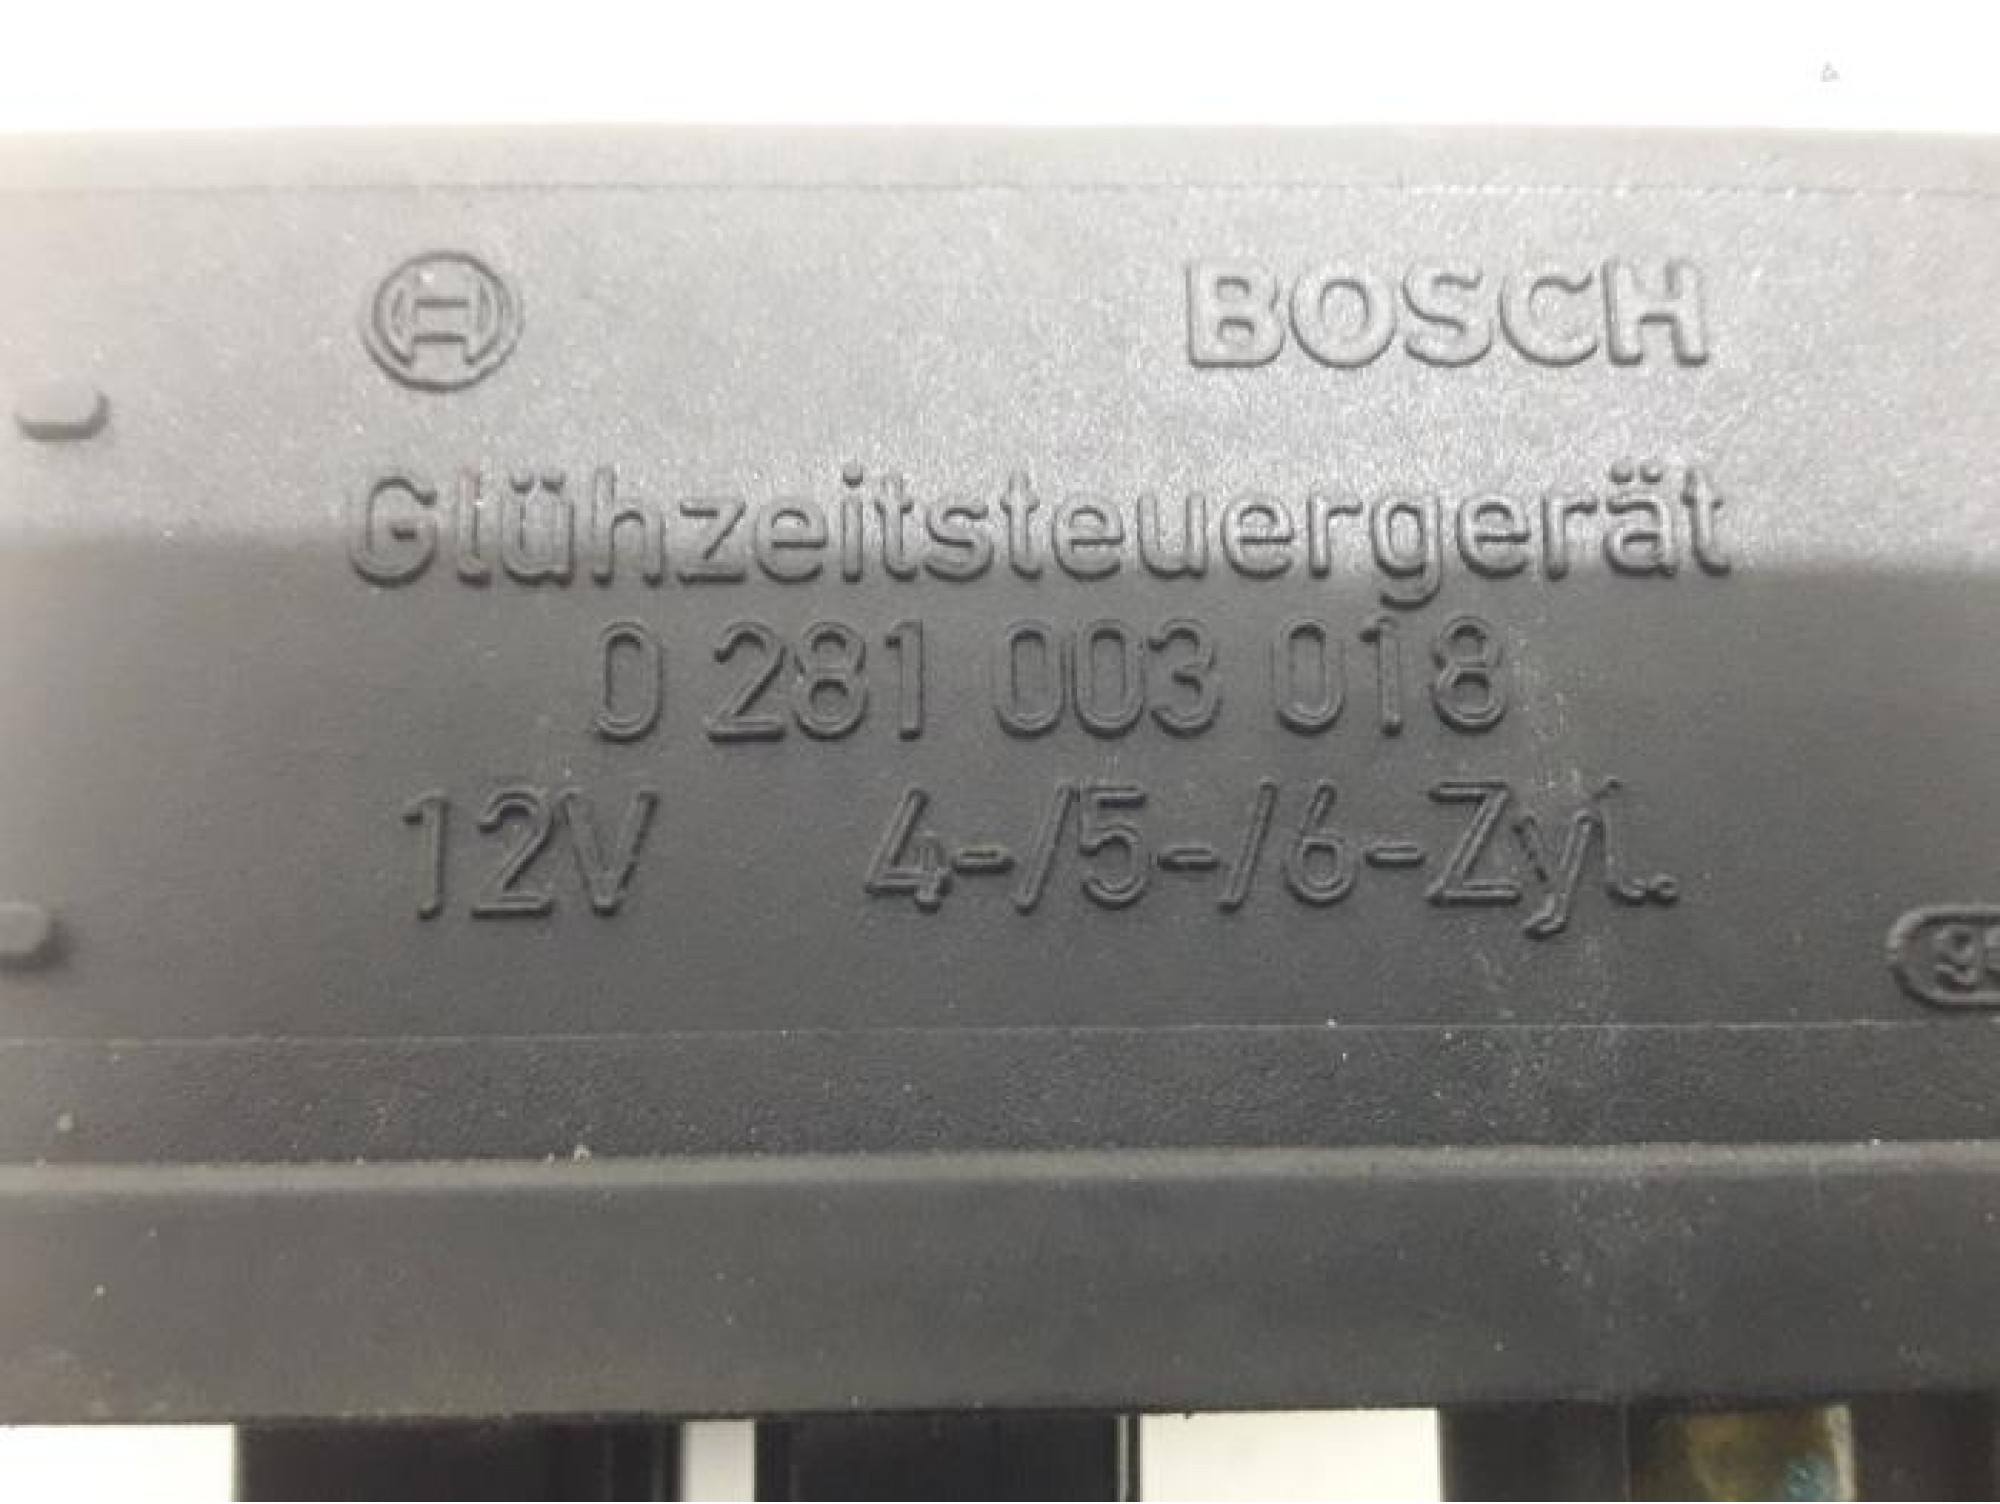 BOSCH
Glühzeitsteuergerät
0 281 003 018
12V 4-/5-/6-Zyl.